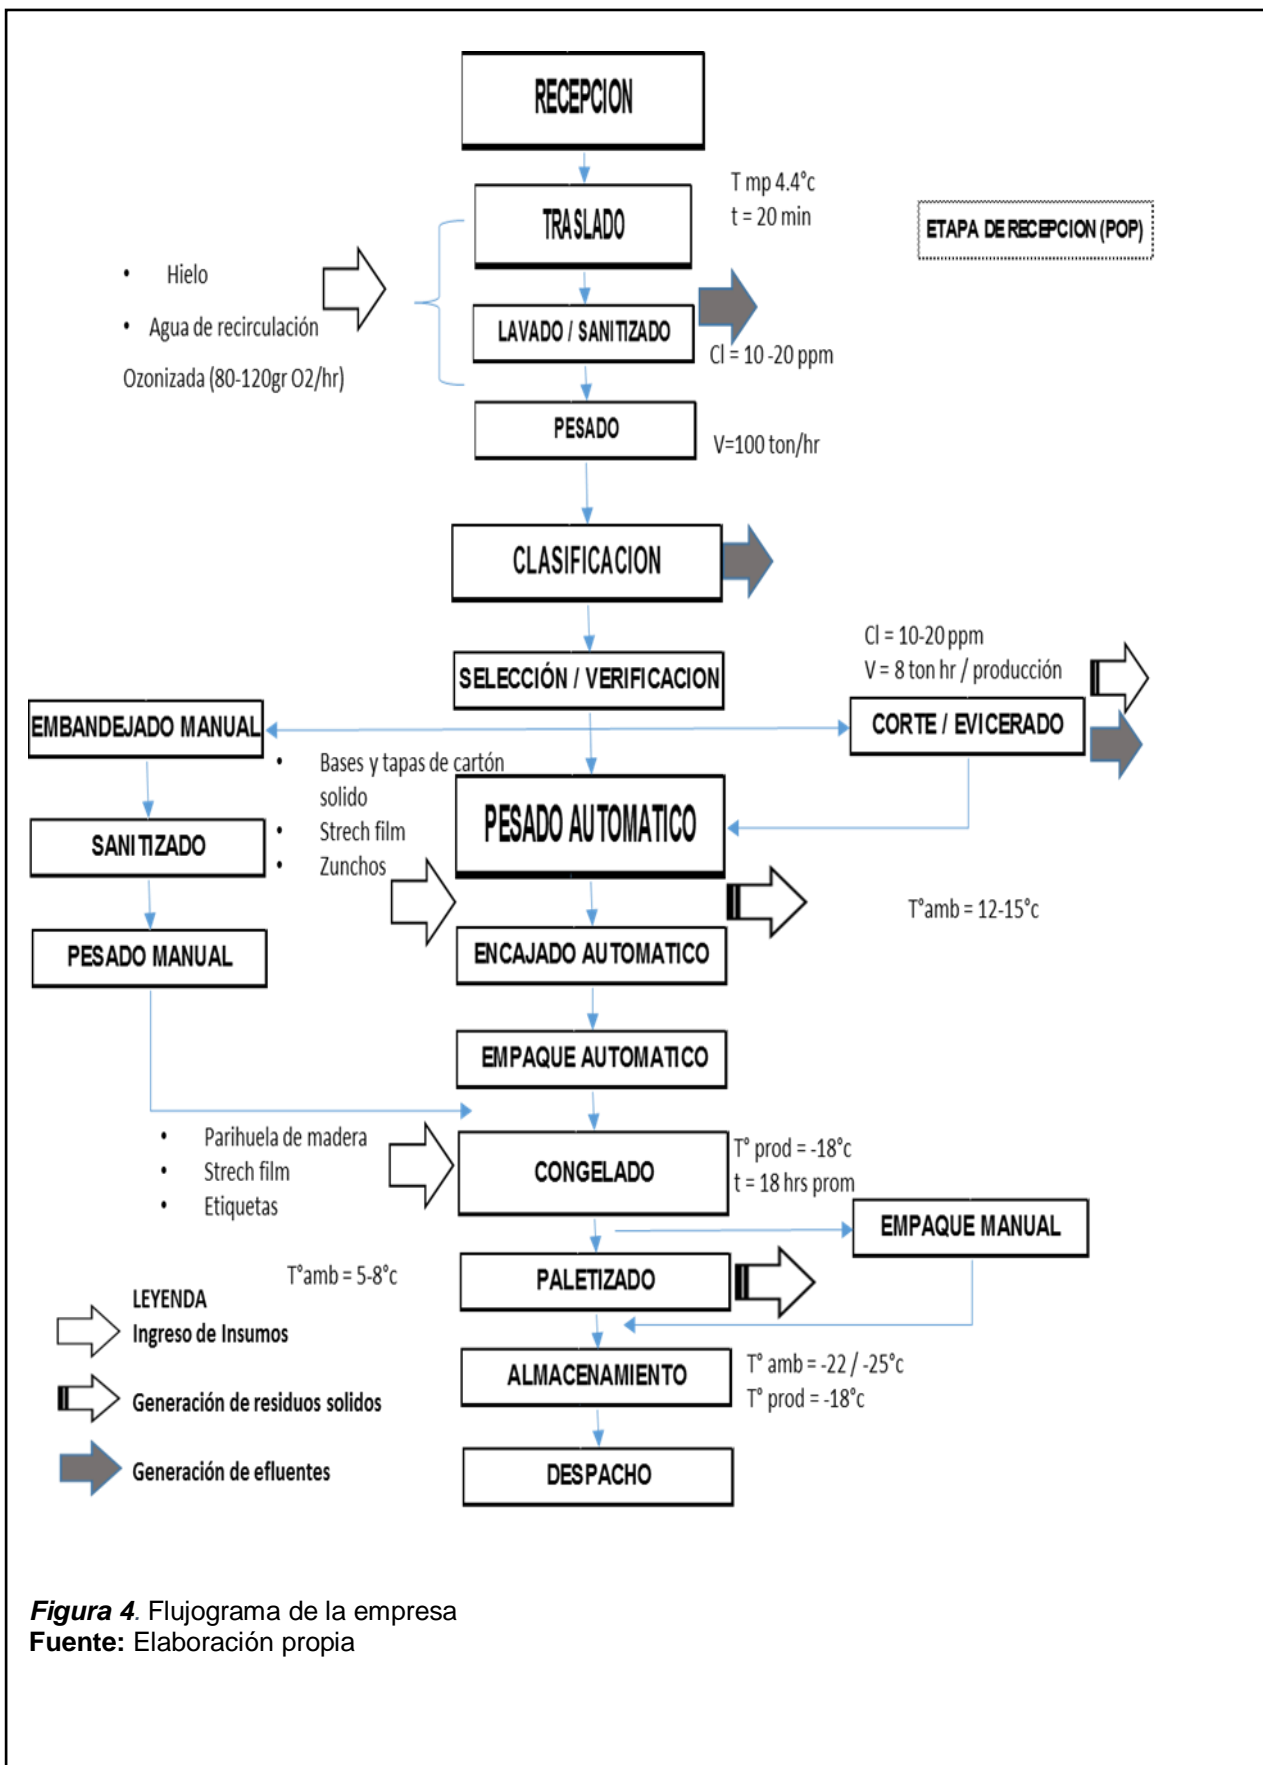 RECEPCION
T mp 4.4°c
t = 20 min
TRASLADO
ETAPA DE RECEPCION (POP)
• Hielo
• Agua de recirculación
Ozonizada (80-120gr O2/hr)
LAVADO / SANITIZADO
Cl = 10 -20 ppm
PESADO
V=100 ton/hr
CLASIFICACION
SELECCIÓN / VERIFICACION
Cl = 10-20 ppm
V = 8 ton hr / producción
EMBANDEJADO MANUAL
CORTE / EVICERADO
• Bases y tapas de cartón
solido
• Strech film
• Zunchos
PESADO AUTOMATICO
SANITIZADO
T°amb = 12-15°c
PESADO MANUAL
ENCAJADO AUTOMATICO
EMPAQUE AUTOMATICO
• Parihuela de madera
• Strech film
• Etiquetas
CONGELADO
T° prod = -18°c
t = 18 hrs prom
EMPAQUE MANUAL
T°amb = 5-8°c
PALETIZADO
LEYENDA
Ingreso de Insumos
Generación de residuos solidos
Generación de efluentes
ALMACENAMIENTO
T° amb = -22 / -25°c
T° prod = -18°c
DESPACHO
Figura 4. Flujograma de la empresa
Fuente: Elaboración propia